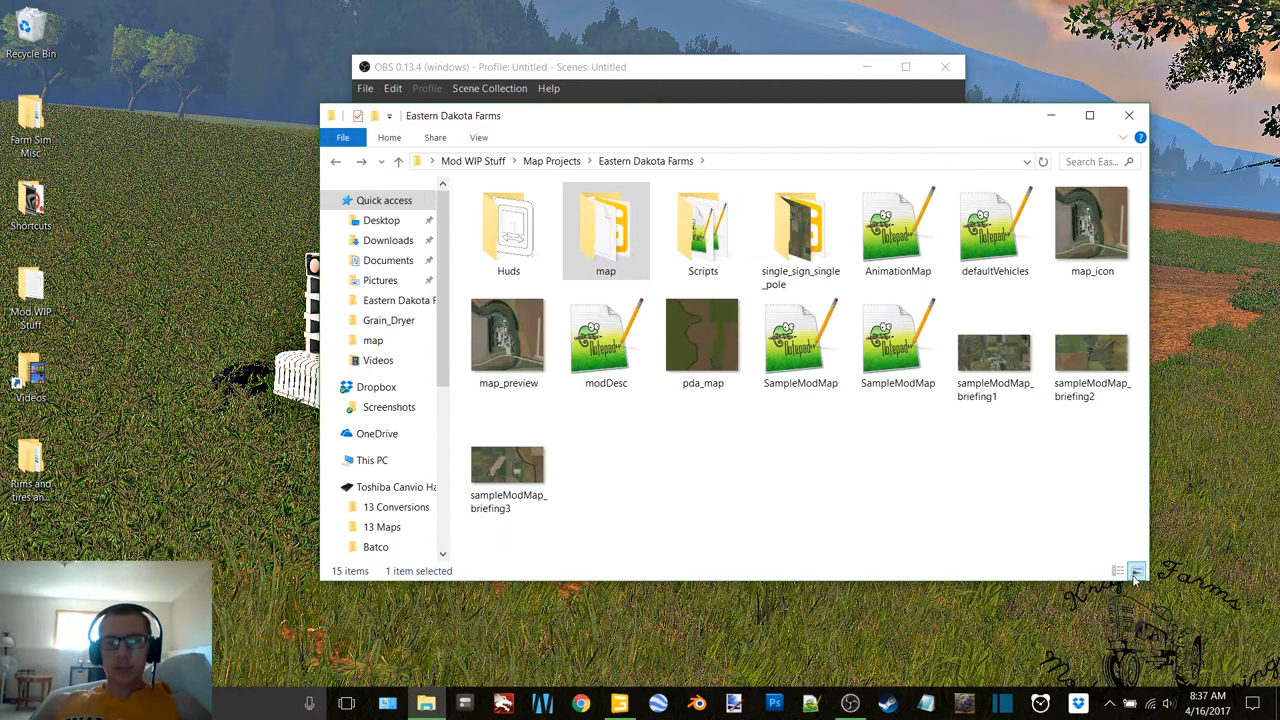 Recycle Bin
Farm Sim
Misc
Shortcuts
Mod WIP
Stuff
Videos
Rims and
tires an...
OBS 0.13.4 (windows) - Profile: Untitled - Scenes: Untitled
File Edit Profile Scene Collection Help
Eastern Dakota Farms
File Home Share View
Mod WIP Stuff Map Projects Eastern Dakota Farms
Search Eas...
Quick access
Desktop
Downloads
Documents
Pictures
Eastern Dakota F
Grain_Dryer
map
Videos
Dropbox
Screenshots
OneDrive
This PC
Toshiba Canvio Ha
13 Conversions
13 Maps
Batco
Huds
map
Scripts
single_sign_single
_pole
AnimationMap
defaultVehicles
map_icon
map_preview
modDesc
pda_map
SampleModMap
SampleModMap
sampleModMap_
briefing1
sampleModMap_
briefing2
sampleModMap_
briefing3
15 items 1 item selected
Farms
8:37 AM
4/16/2017